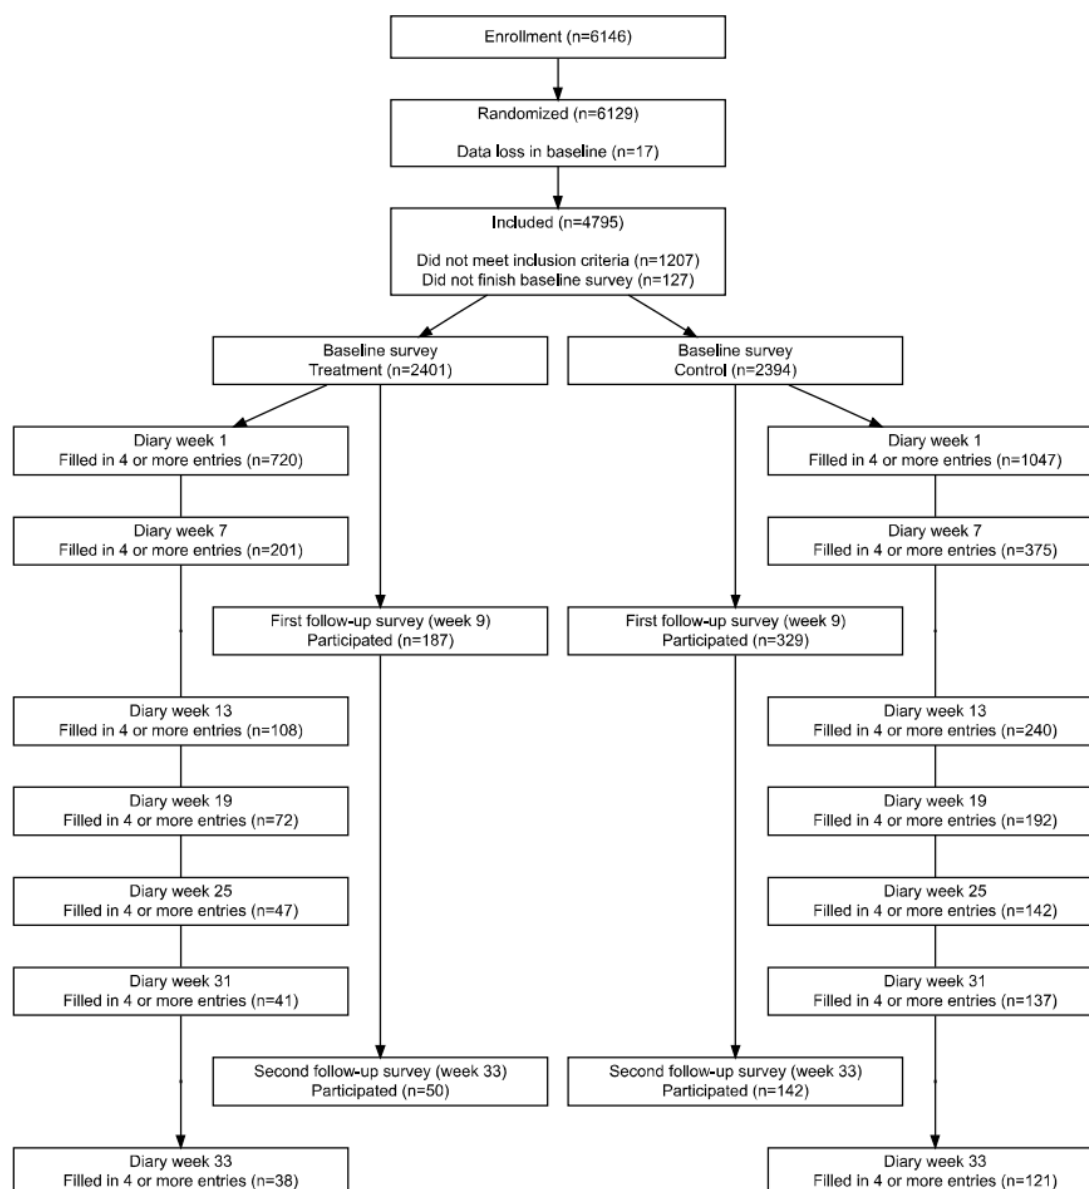 Enrollment (n=6146)
Randomized (n=6129)
Data loss in baseline (n=17)
Included (n=4795)
Did not meet inclusion criteria (n=1207)
Did not finish baseline survey (n=127)
Baseline survey
Treatment (n=2401)
Baseline survey
Control (n=2394)
Diary week 1
Filled in 4 or more entries (n=720)
Diary week 1
Filled in 4 or more entries (n=1047)
Diary week 7
Filled in 4 or more entries (n=201)
Diary week 7
Filled in 4 or more entries (n=375)
First follow-up survey (week 9)
Participated (n=187)
First follow-up survey (week 9)
Participated (n=329)
Diary week 13
Filled in 4 or more entries (n=108)
Diary week 13
Filled in 4 or more entries (n=240)
Diary week 19
Filled in 4 or more entries (n=72)
Diary week 19
Filled in 4 or more entries (n=192)
Diary week 25
Filled in 4 or more entries (n=47)
Diary week 25
Filled in 4 or more entries (n=142)
Diary week 31
Filled in 4 or more entries (n=41)
Diary week 31
Filled in 4 or more entries (n=137)
Second follow-up survey (week 33)
Participated (n=50)
Second follow-up survey (week 33)
Participated (n=142)
Diary week 33
Filled in 4 or more entries (n=38)
Diary week 33
Filled in 4 or more entries (n=121)